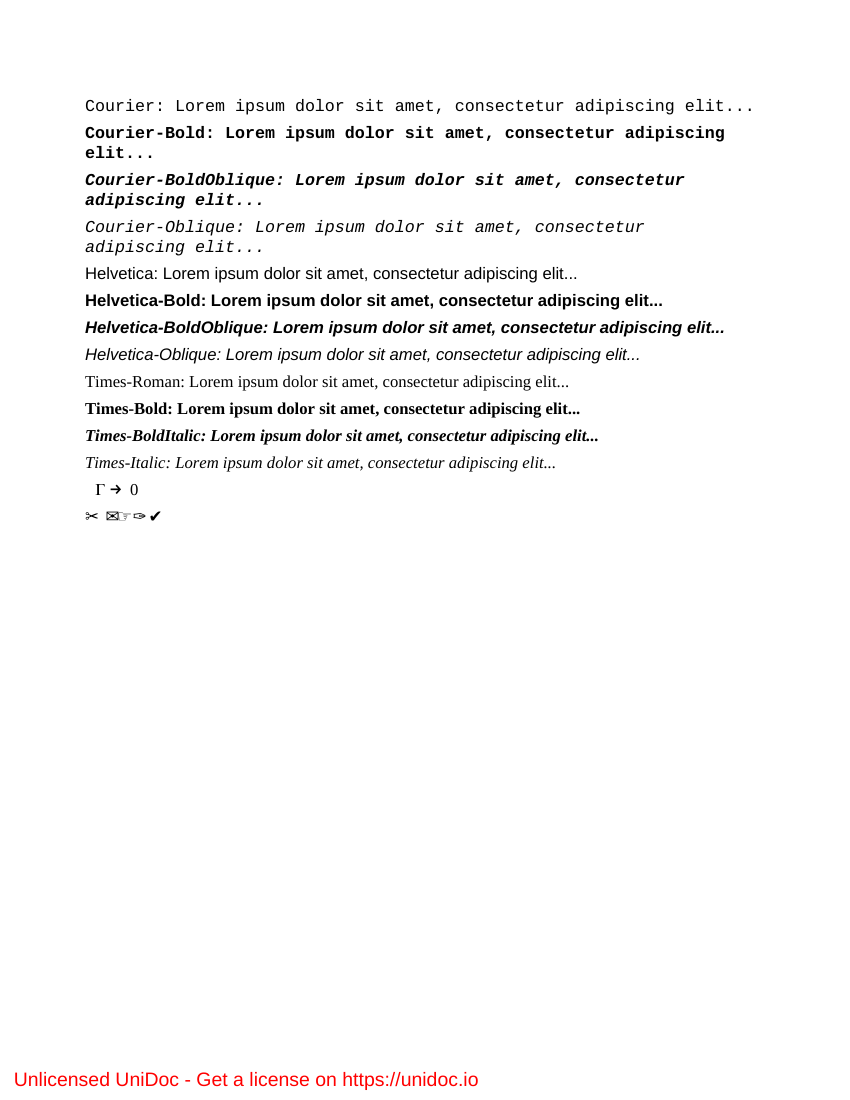 Courier: Lorem ipsum dolor sit amet, consectetur adipiscing elit...
Courier-Bold: Lorem ipsum dolor sit amet, consectetur adipiscing
elit...
Courier-BoldOblique: Lorem ipsum dolor sit amet, consectetur
adipiscing elit...
Courier-Oblique: Lorem ipsum dolor sit amet, consectetur
adipiscing elit...
Helvetica: Lorem ipsum dolor sit amet, consectetur adipiscing elit...
Helvetica-Bold: Lorem ipsum dolor sit amet, consectetur adipiscing elit...
Helvetica-BoldOblique: Lorem ipsum dolor sit amet, consectetur adipiscing elit...
Helvetica-Oblique: Lorem ipsum dolor sit amet, consectetur adipiscing elit...
Times-Roman: Lorem ipsum dolor sit amet, consectetur adipiscing elit...
Times-Bold: Lorem ipsum dolor sit amet, consectetur adipiscing elit...
Times-BoldItalic: Lorem ipsum dolor sit amet, consectetur adipiscing elit...
Times-Italic: Lorem ipsum dolor sit amet, consectetur adipiscing elit...
Γ → 0
✂ ✉☞✑✔
Unlicensed UniDoc - Get a license on https://unidoc.io